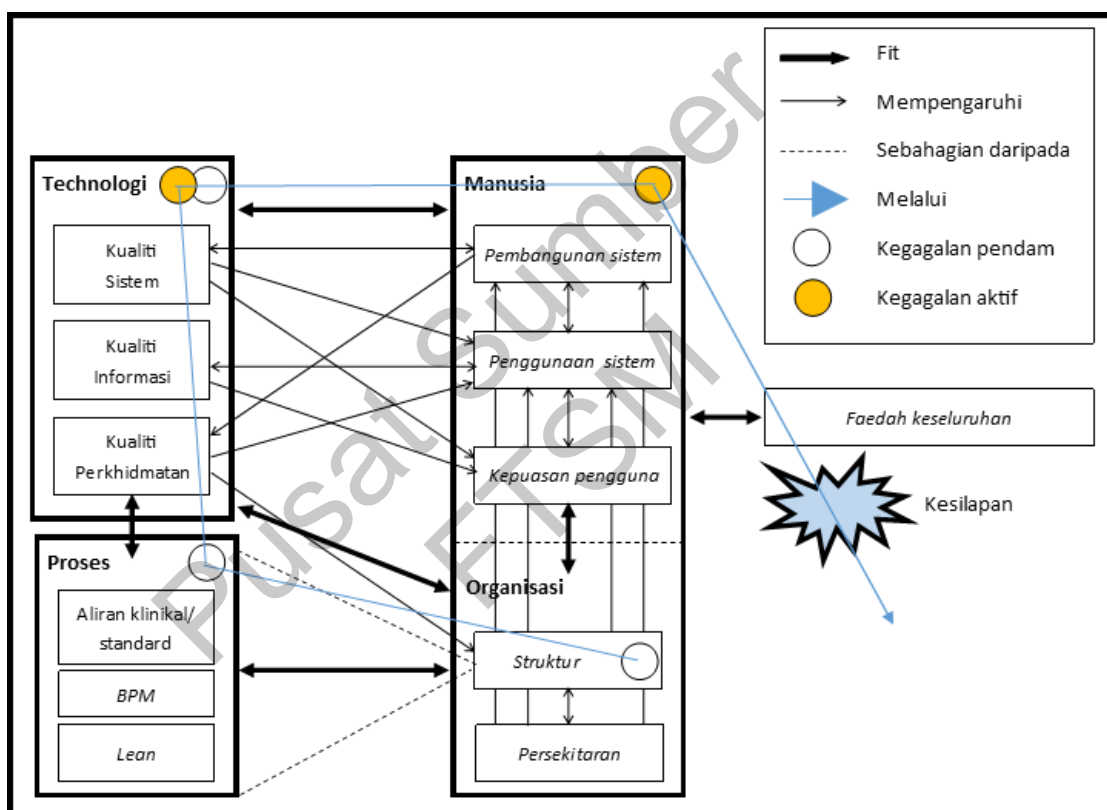 Fit
Mempengaruhi
Sebahagian daripada
Melalui
Kegagalan pendam
Kegagalan aktif
Technologi
Kualiti
Sistem
Kualiti
Informasi
Kualiti
Perkhidmatan
Manusia
Pembangunan sistem
Penggunaan sistem
Kepuasan pengguna
Faedah keseluruhan
Kesilapan
Proses
Aliran klinikal/
standard
BPM
Lean
Organisasi
Struktur
Persekitaran
Pusat Sumber
FTSM